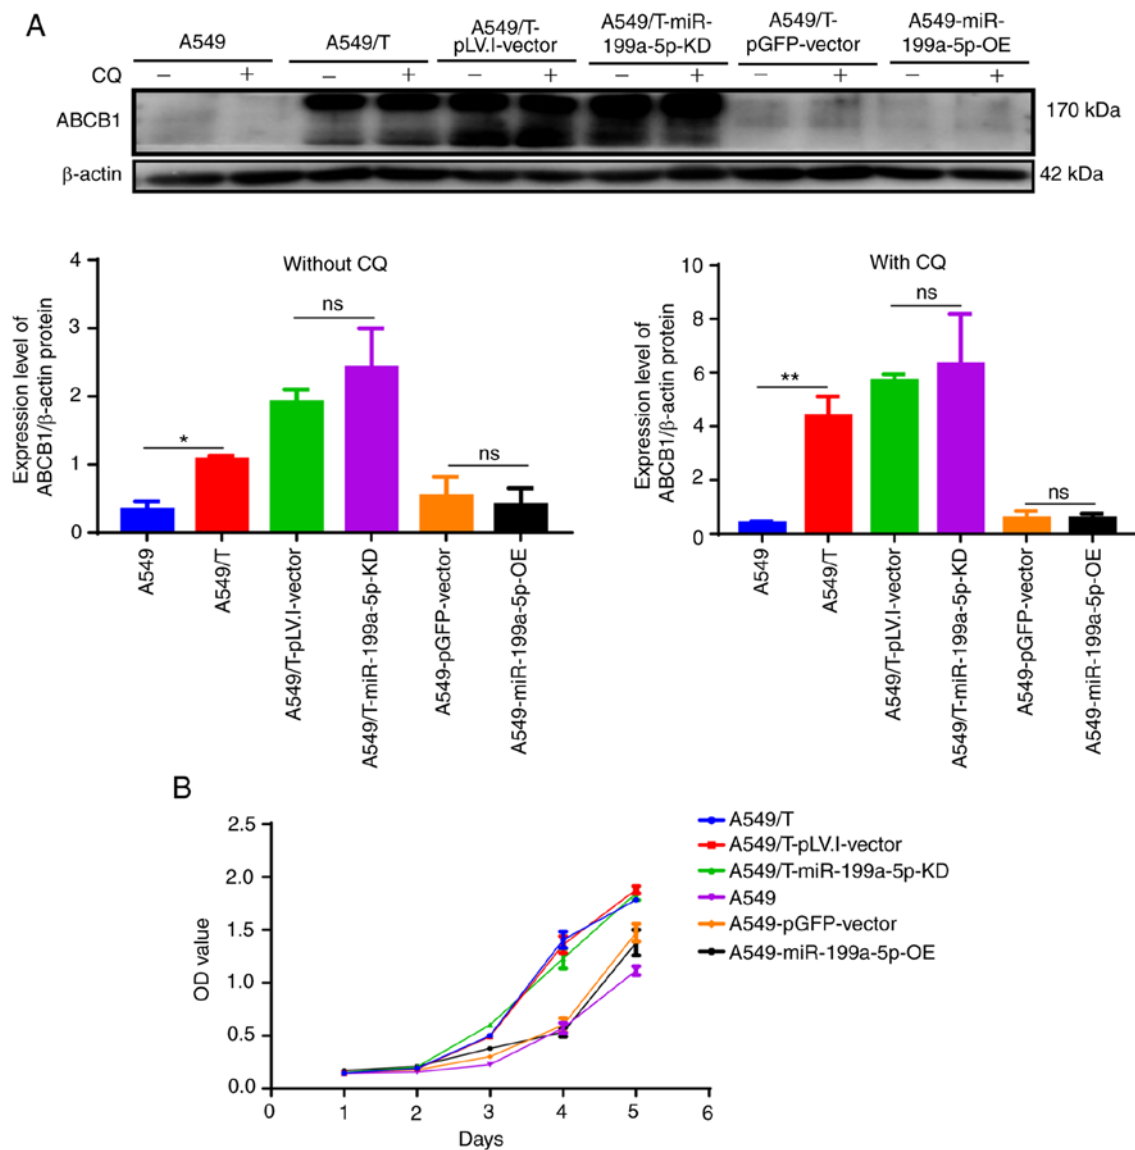 A
A549
A549/T
A549/T-
pLV.I-vector
A549/T-miR-
199a-5p-KD
A549/T-
pGFP-vector
A549-miR-
199a-5p-OE
CQ − + − + − + − + − + − +
ABCB1
170 kDa
β-actin
42 kDa
Without CQ
Expression level of
ABCB1/β-actin protein
4
3
2
1
0
*
ns
ns
A549
A549/T
A549/T-pLV.I-vector
A549/T-miR-199a-5p-KD
A549-pGFP-vector
A549-miR-199a-5p-OE
With CQ
Expression level of
ABCB1/β-actin protein
10
8
6
4
2
0
**
ns
ns
A549
A549/T
A549/T-pLV.I-vector
A549/T-miR-199a-5p-KD
A549-pGFP-vector
A549-miR-199a-5p-OE
B
OD value
2.5
2.0
1.5
1.0
0.5
0.0
0 1 2 3 4 5 6
Days
A549/T
A549/T-pLV.I-vector
A549/T-miR-199a-5p-KD
A549
A549-pGFP-vector
A549-miR-199a-5p-OE